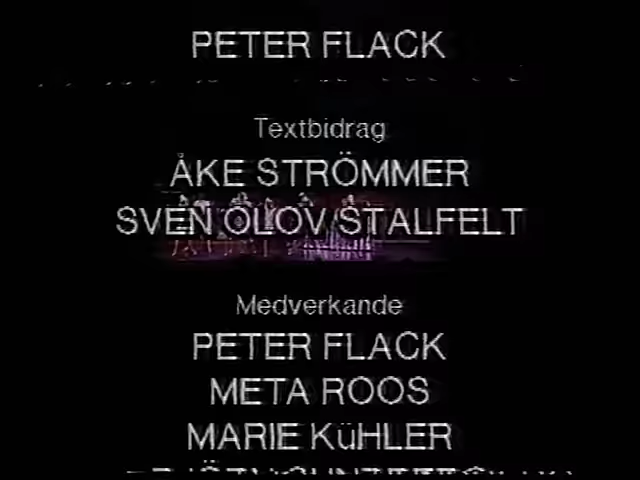 PETER FLACK
Textbidrag
ÅKE STRÖMMER
SVEN OLOV STALFELT
Medverkande
PETER FLACK
META ROOS
MARIE KüHLER